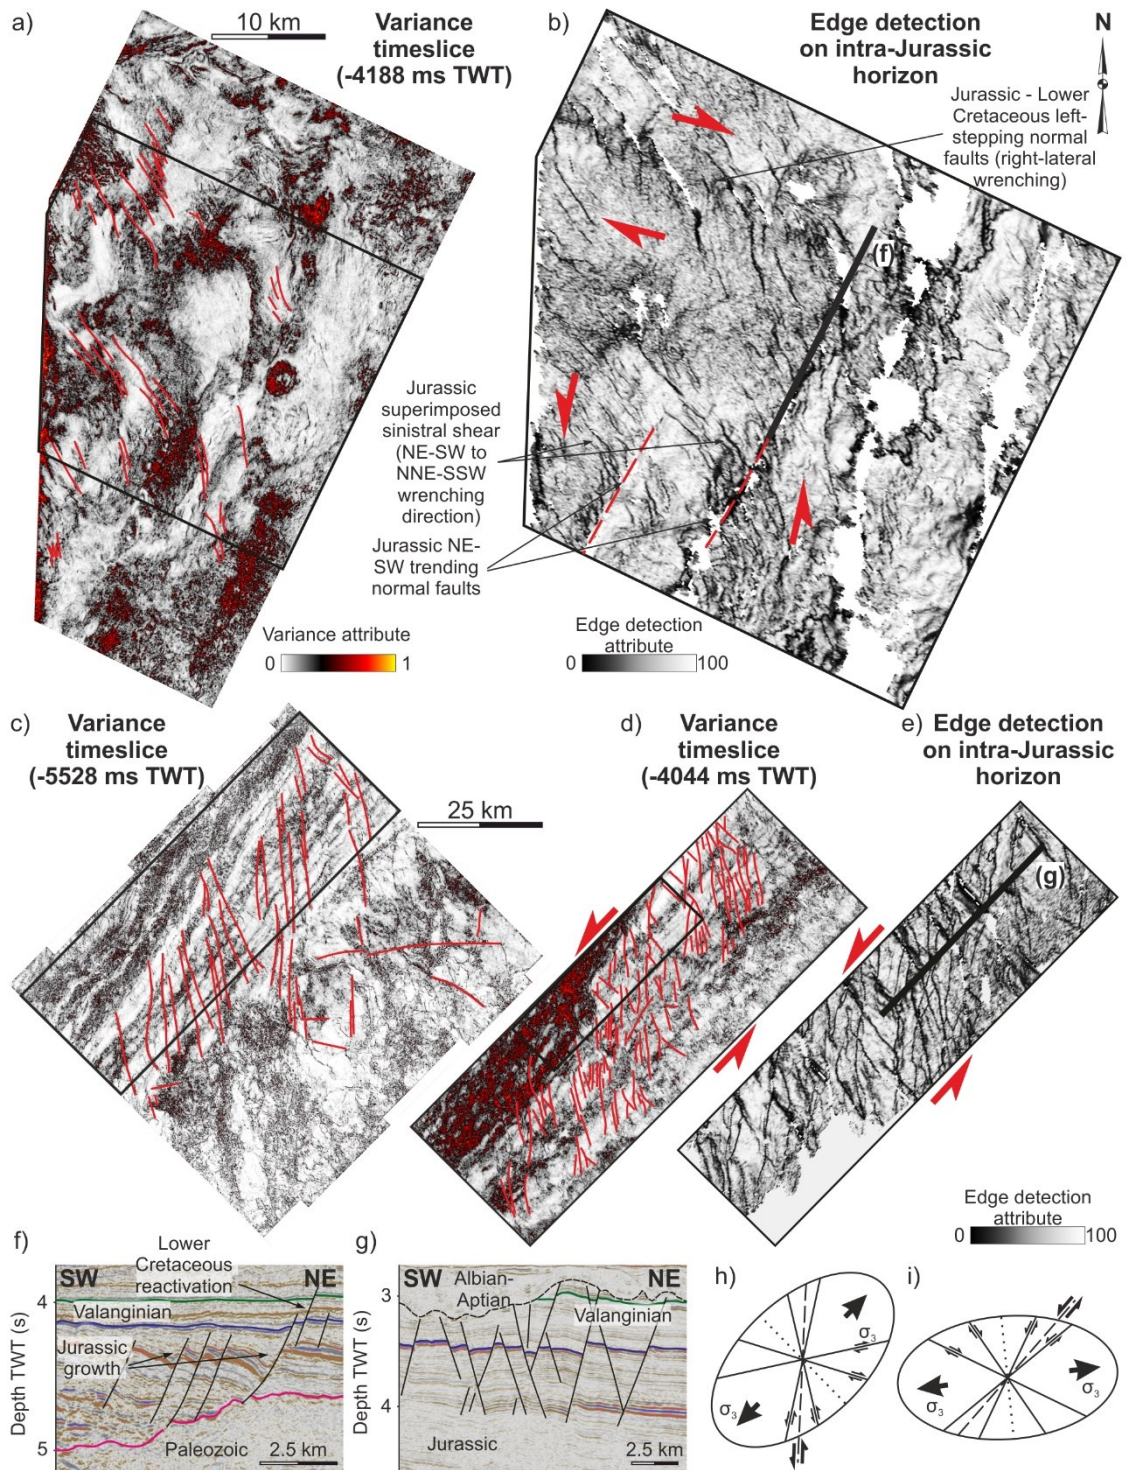 a)
10 km
Variance
timeslice
(-4188 ms TWT)
b)
Edge detection
on intra-Jurassic
horizon
N
Jurassic - Lower
Cretaceous left-
stepping normal
faults (right-lateral
wrenching)
(f)
Jurassic
superimposed
sinistral shear
(NE-SW to
NNE-SSW
wrenching
direction)
Jurassic NE-
SW trending
normal faults
Variance attribute
0 1
Edge detection
attribute
0 100
c)
Variance
timeslice
(-5528 ms TWT)
25 km
d)
Variance
timeslice
(-4044 ms TWT)
e)
Edge detection
on intra-Jurassic
horizon
(g)
Edge detection
attribute
0 100
f)
Lower
Cretaceous
reactivation
SW NE
4
Valanginian
Jurassic
growth
Depth TWT (s)
5
Paleozoic
2.5 km
g)
SW NE
Albian-
Aptian
3
Valanginian
Depth TWT (s)
4
Jurassic
2.5 km
h)
σ₃
σ₃
i)
σ₃
σ₃